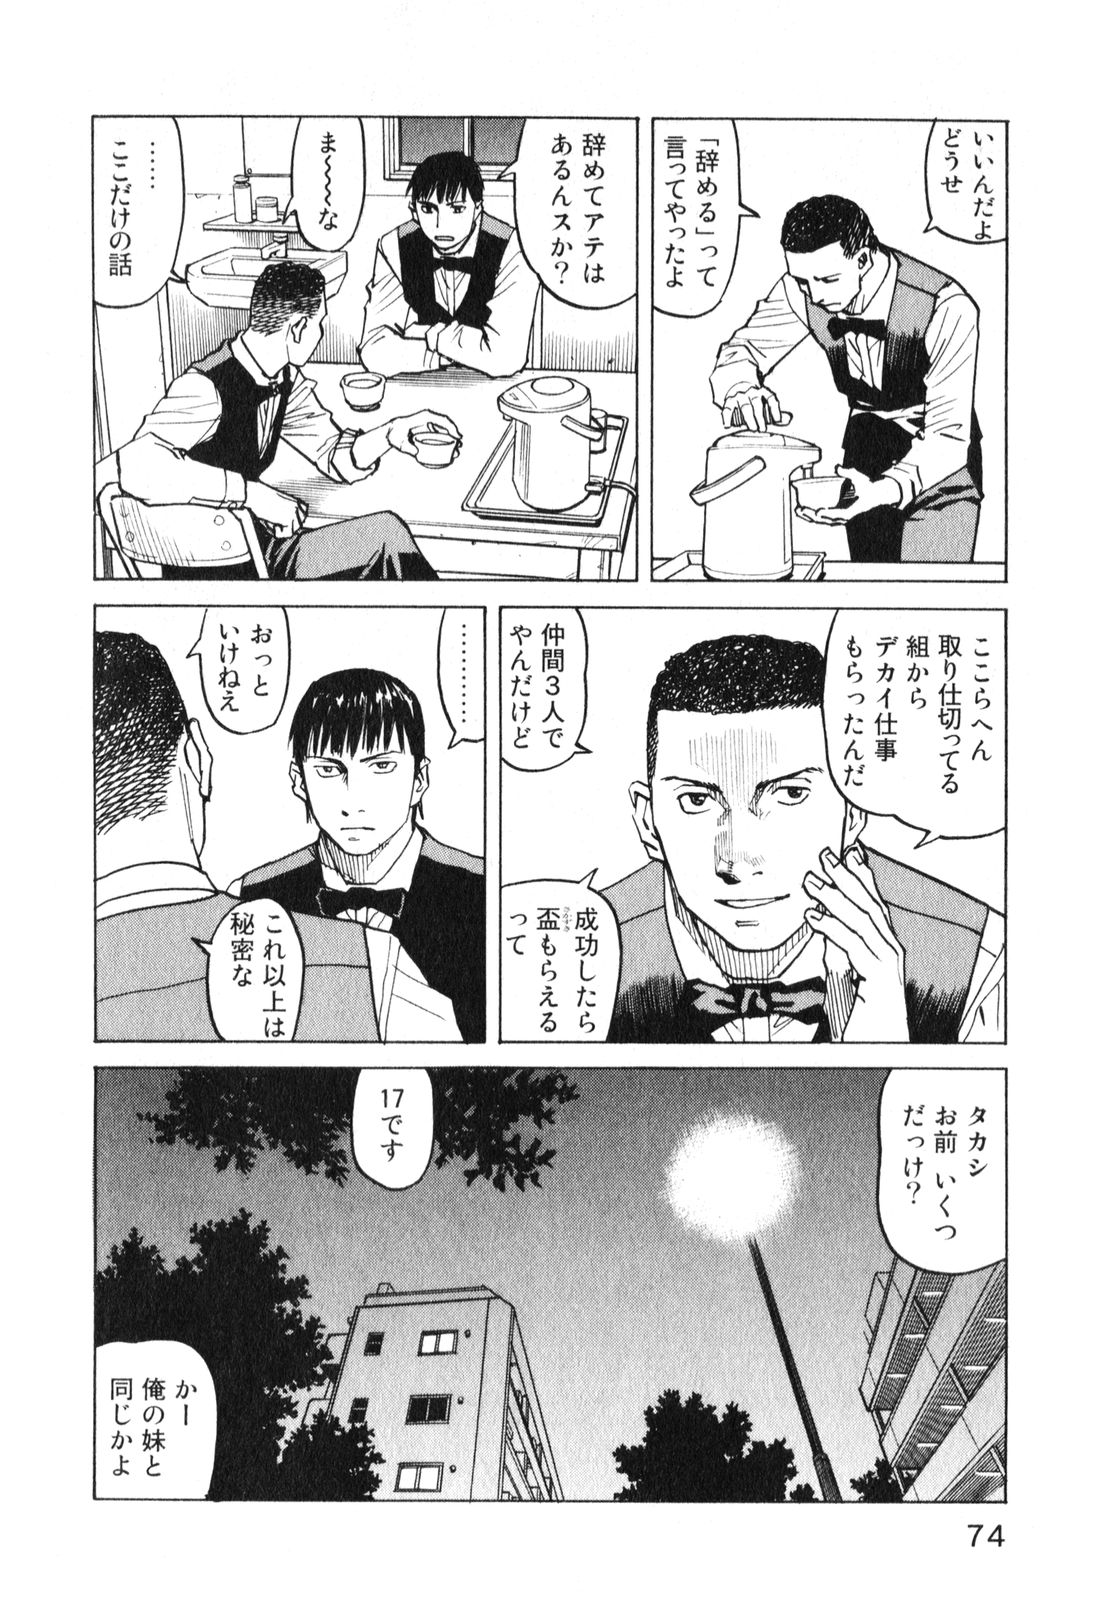 いいんだよ
どうせ
「辞める」って
言ってやったよ
辞めてアテは
あるんスか？
ま〜〜〜な
……
ここだけの話
ここらへん
取り仕切ってる
組から
デカイ仕事
もらったんだ
仲間3人で
やんだけど
成功したら
盃もらえる
さかずき
って
………
おっと
いけねえ
これ以上は
秘密な
タカシ
お前 いくつ
だっけ？
17です
かー
俺の妹と
同じかよ
74